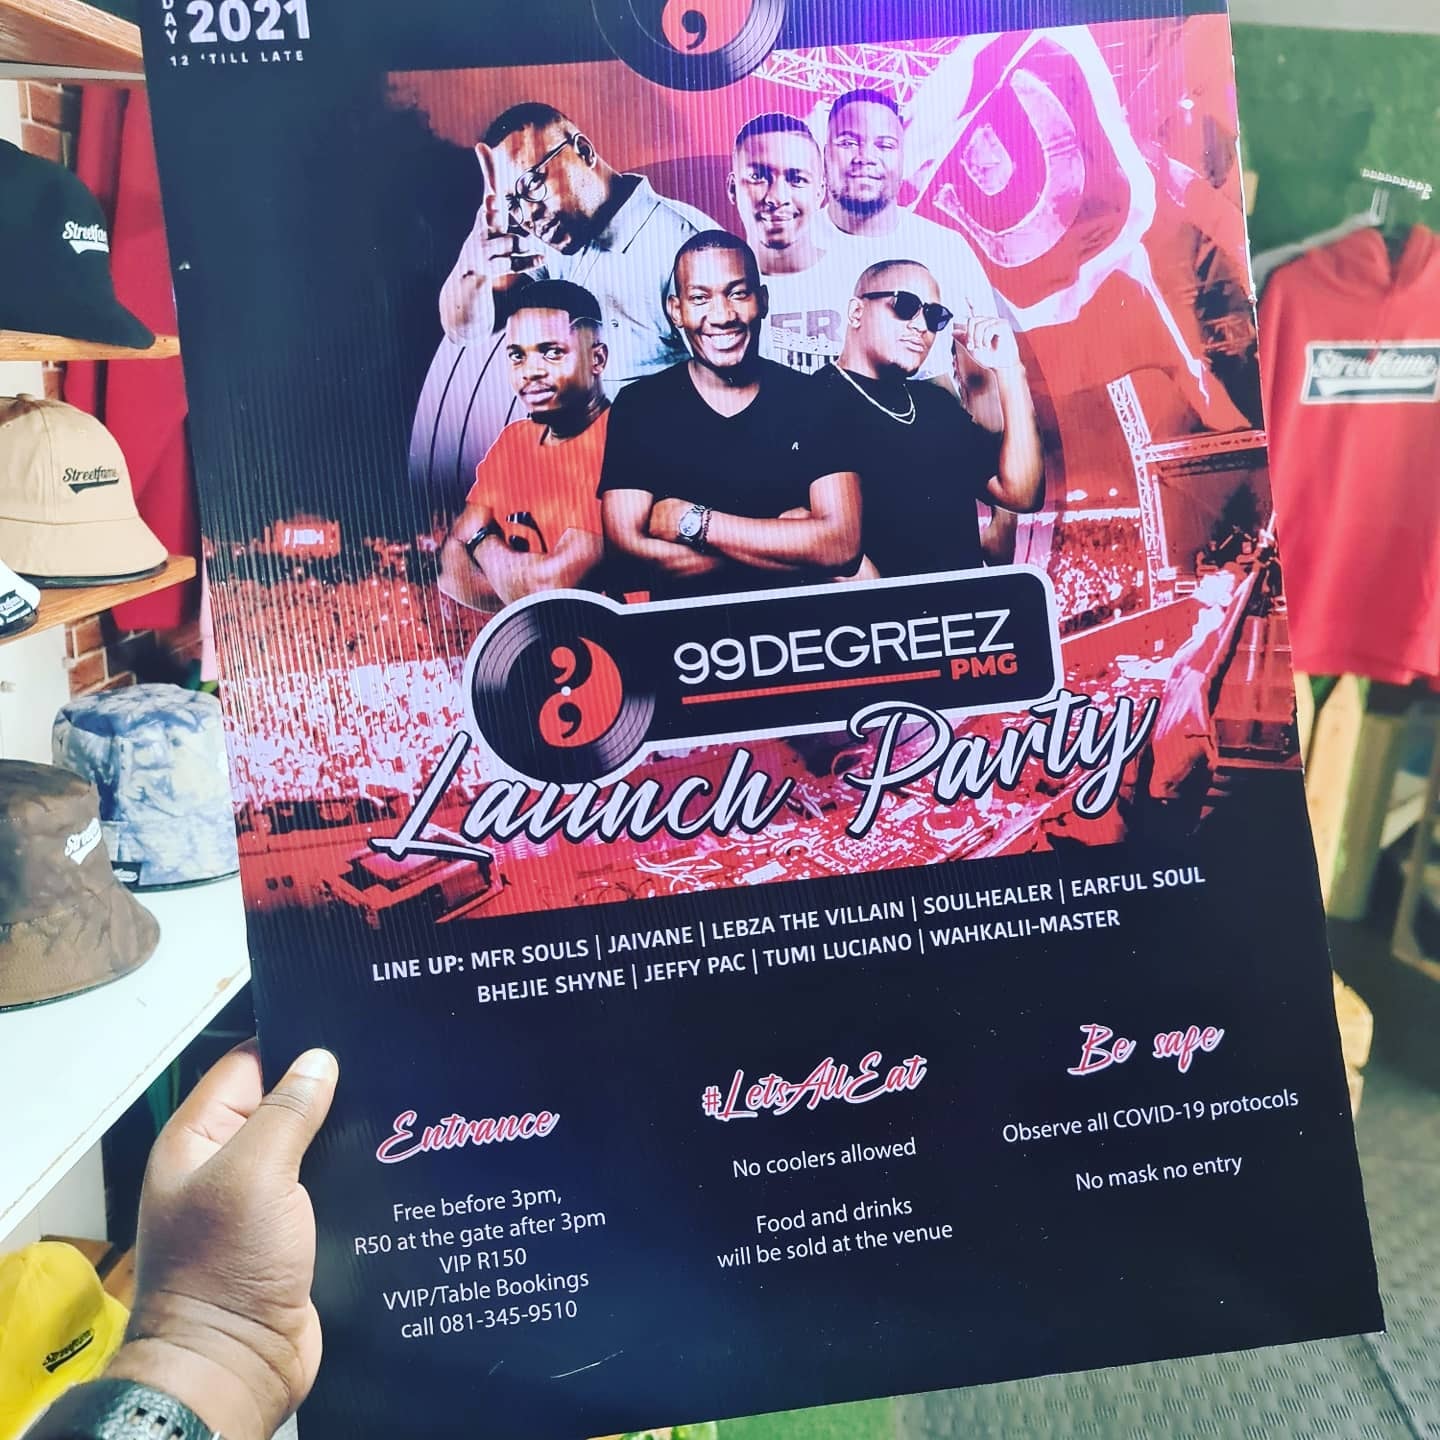 DAY
2021
12 'TILL LATE
99DEGREEZ
PMG
Launch Party
LINE UP: MFR SOULS | JAIVANE | LEBZA THE VILLAIN | SOULHEALER | EARFUL SOUL
BHEJIE SHYNE | JEFFY PAC | TUMI LUCIANO | WAHKALII-MASTER
Entrance
Free before 3pm,
R50 at the gate after 3pm
VIP R150
VVIP/Table Bookings
call 081-345-9510
#LetsAllEat
No coolers allowed
Food and drinks
will be sold at the venue
Be safe
Observe all COVID-19 protocols
No mask no entry
Streetfame
Streetfame